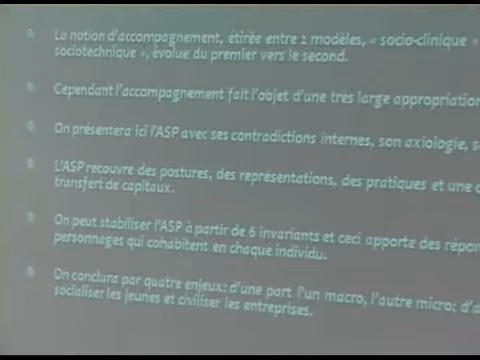 La notion d'accompagnement, étirée entre 2 modèles, « socio-clinique »
sociotechnique », évolue du premier vers le second.
Cependant l'accompagnement fait l'objet d'une très large appropriation
On présentera ici l'ASP avec ses contradictions internes, son axiologie,
L'ASP recouvre des postures, des représentations, des pratiques et une
transfert de capitaux.
On peut stabiliser l'ASP à partir de 6 invariants et ceci apporte des
personnages qui cohabitent en chaque individu.
On conclura par quatre enjeux: d'une part l'un macro, l'autre micro;
socialiser les jeunes et civiliser les entreprises.